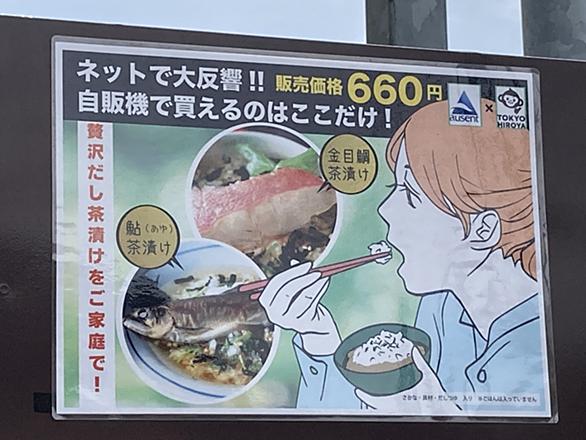 ネットで大反響!! 販売価格660円
自販機で買えるのはここだけ!
ausent × TOKYO HIROYA
贅沢だし茶漬けをご家庭で!
金目鯛
茶漬け
鮎(あゆ)
茶漬け
さかな・具材・だしつゆ 入り ※ごはんは入っていません